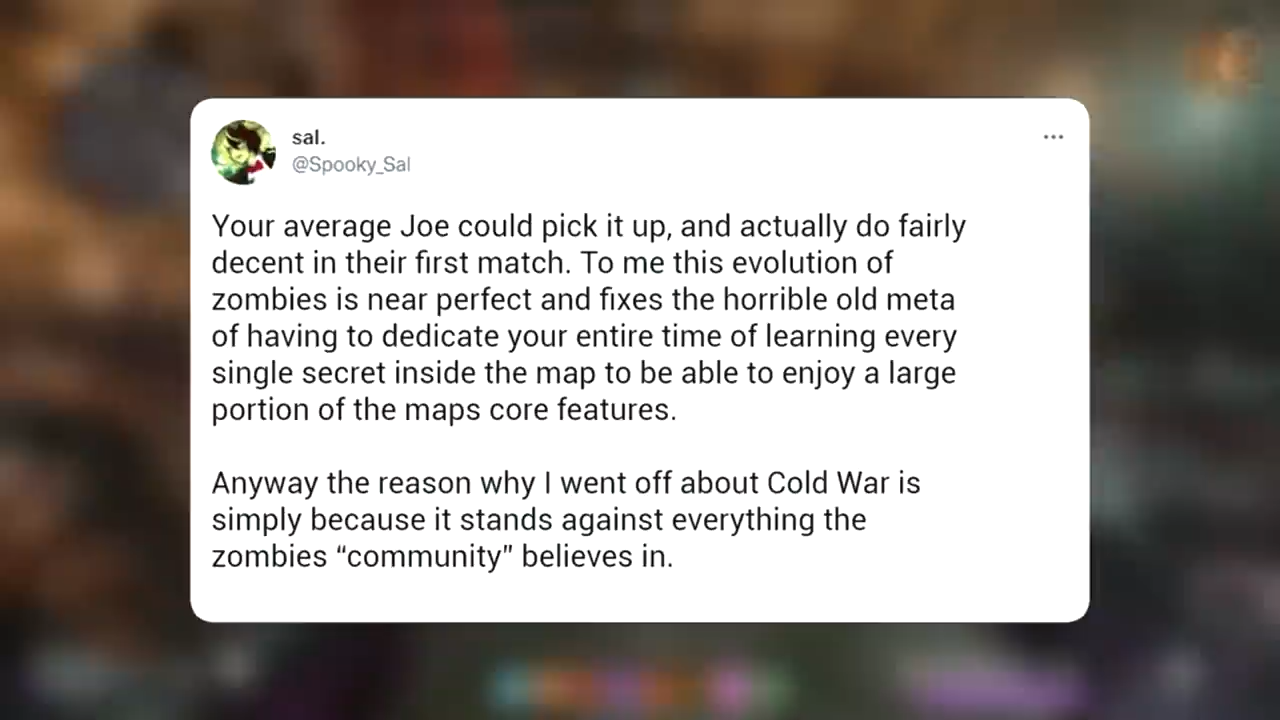 sal.
@Spooky_Sal
Your average Joe could pick it up, and actually do fairly
decent in their first match. To me this evolution of
zombies is near perfect and fixes the horrible old meta
of having to dedicate your entire time of learning every
single secret inside the map to be able to enjoy a large
portion of the maps core features.
Anyway the reason why I went off about Cold War is
simply because it stands against everything the
zombies “community” believes in.